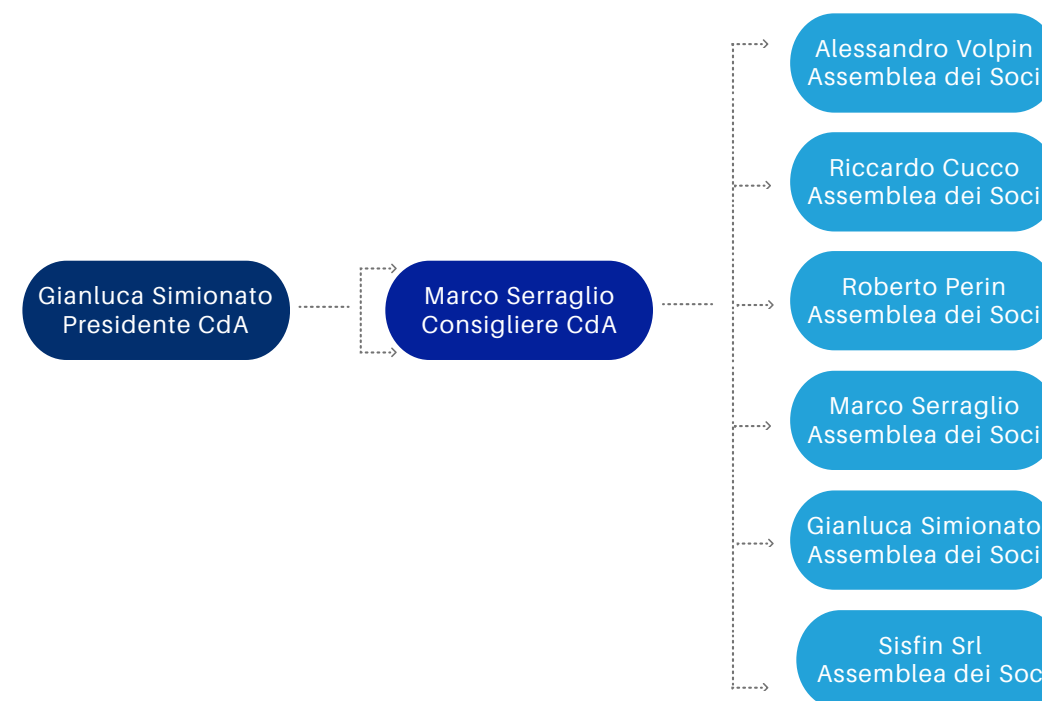 Gianluca Simionato
Presidente CdA
Marco Serraglio
Consigliere CdA
Alessandro Volpin
Assemblea dei Soci
Riccardo Cucco
Assemblea dei Soci
Roberto Perin
Assemblea dei Soci
Marco Serraglio
Assemblea dei Soci
Gianluca Simionato
Assemblea dei Soci
Sisfin Srl
Assemblea dei Soc